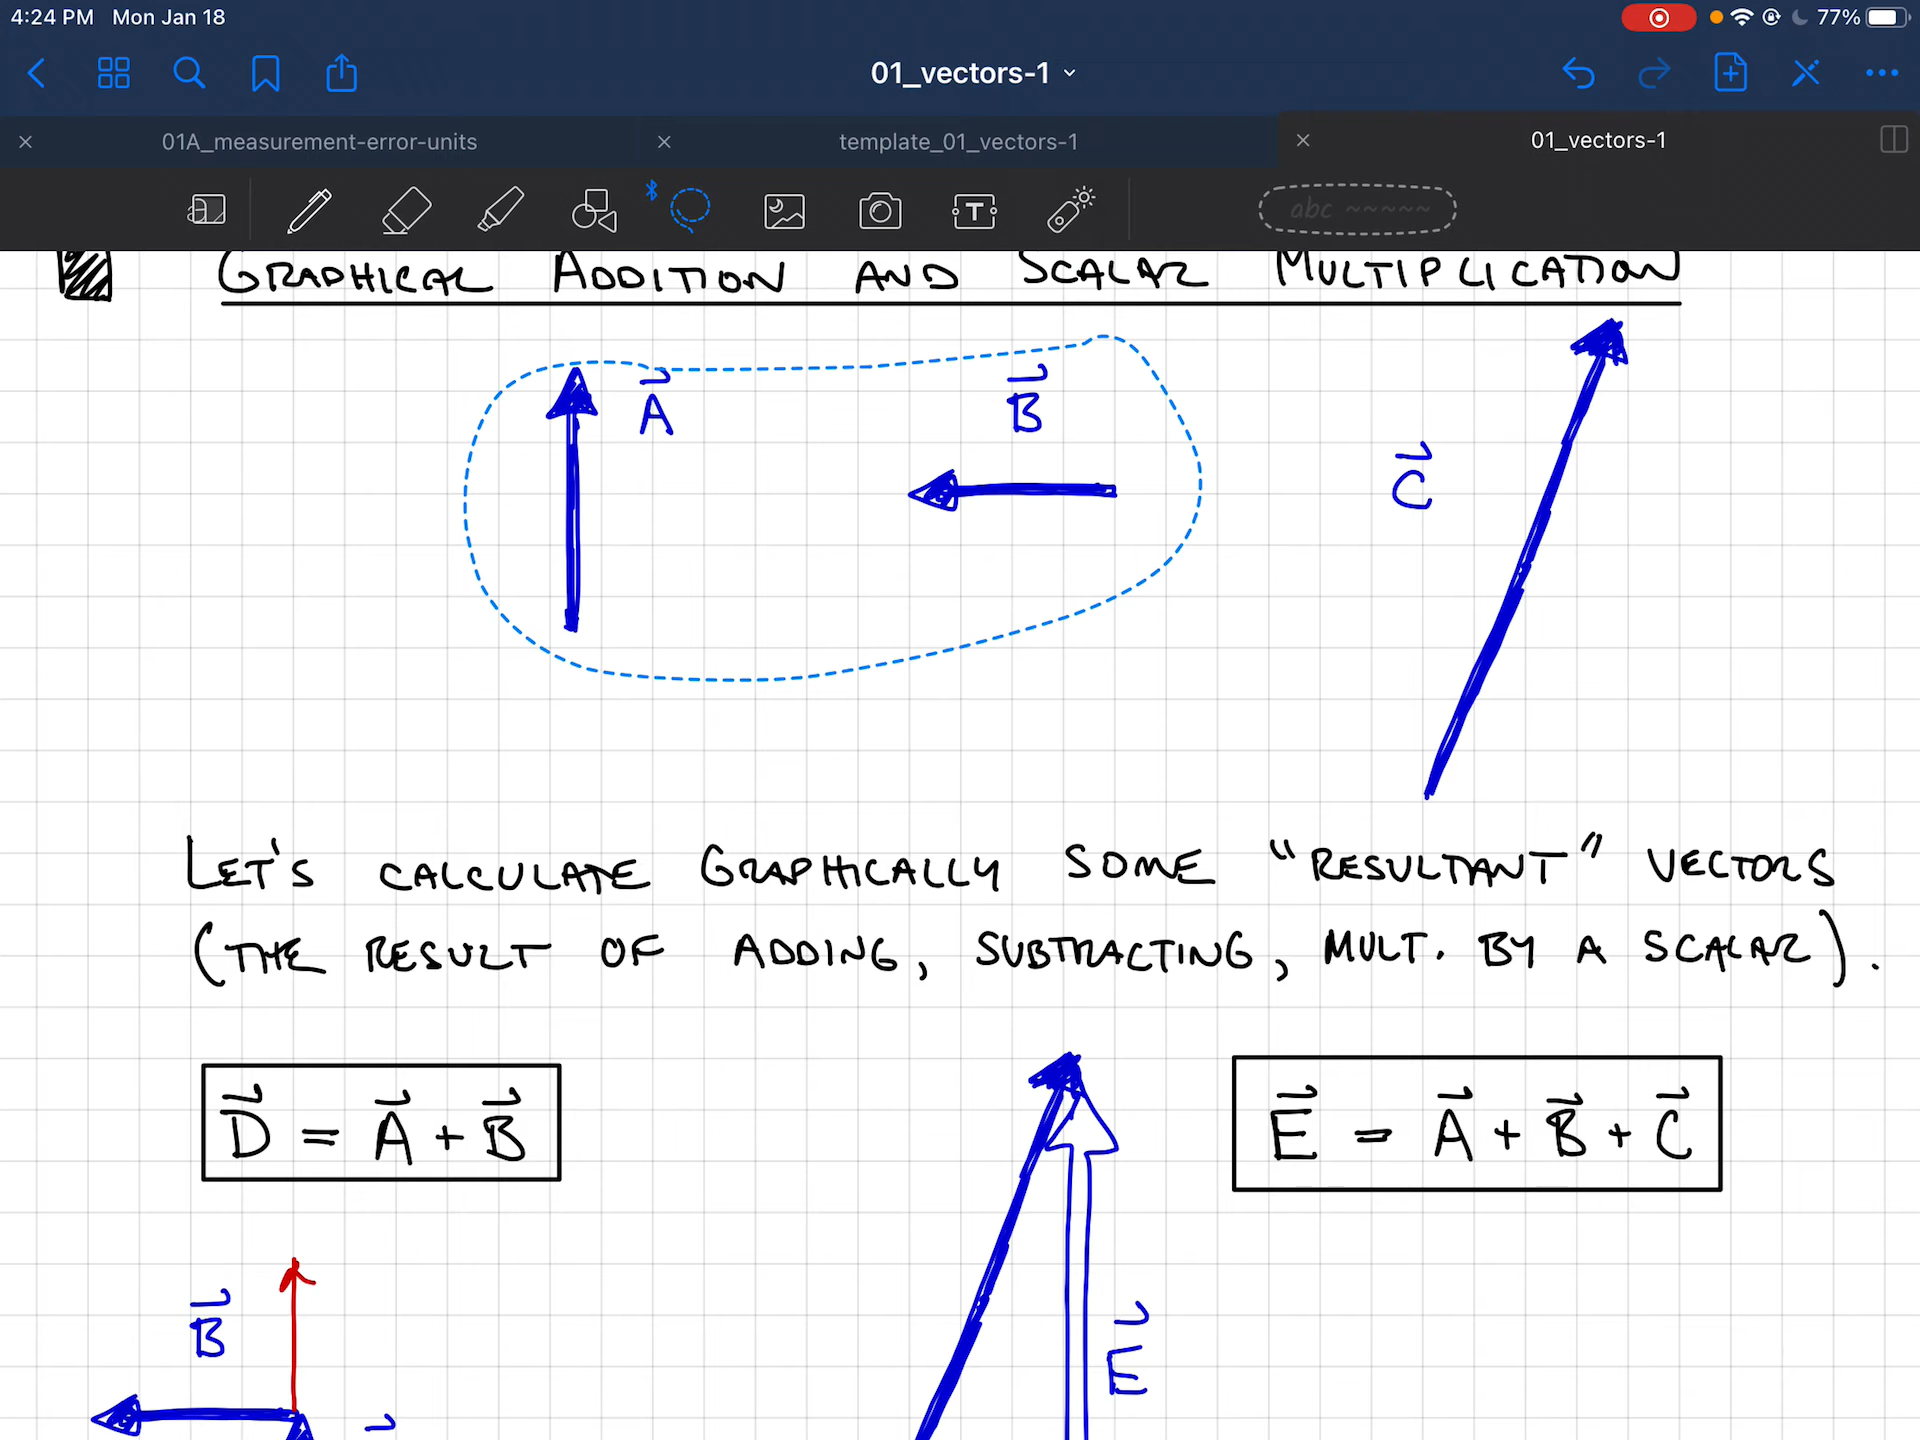 4:24 PM Mon Jan 18 77%
01_vectors-1
01A_measurement-error-units template_01_vectors-1 01_vectors-1
a T abc
GRAPHICAL ADDITION AND SCALAR MULTIPLICATION
A⃗ B⃗
C⃗
LET'S CALCULATE GRAPHICALLY SOME "RESULTANT" VECTORS
(THE RESULT OF ADDING, SUBTRACTING, MULT. BY A SCALAR).
D⃗ = A⃗ + B⃗ E⃗ = A⃗ + B⃗ + C⃗
B⃗ E⃗